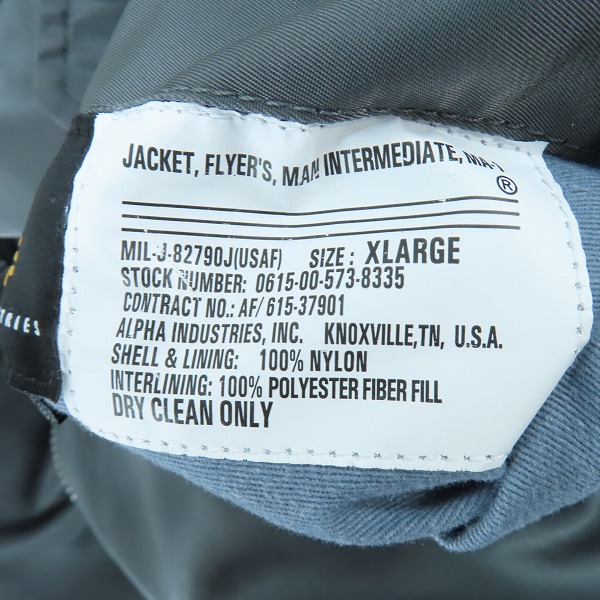 JACKET, FLYER'S, MAN INTERMEDIATE, MA-1
®
MIL-J-82790J(USAF) SIZE: XLARGE
STOCK NUMBER: 0615-00-573-8335
CONTRACT NO.: AF/ 615-37901
ALPHA INDUSTRIES, INC. KNOXVILLE,TN, U.S.A.
SHELL & LINING: 100% NYLON
INTERLINING: 100% POLYESTER FIBER FILL
DRY CLEAN ONLY